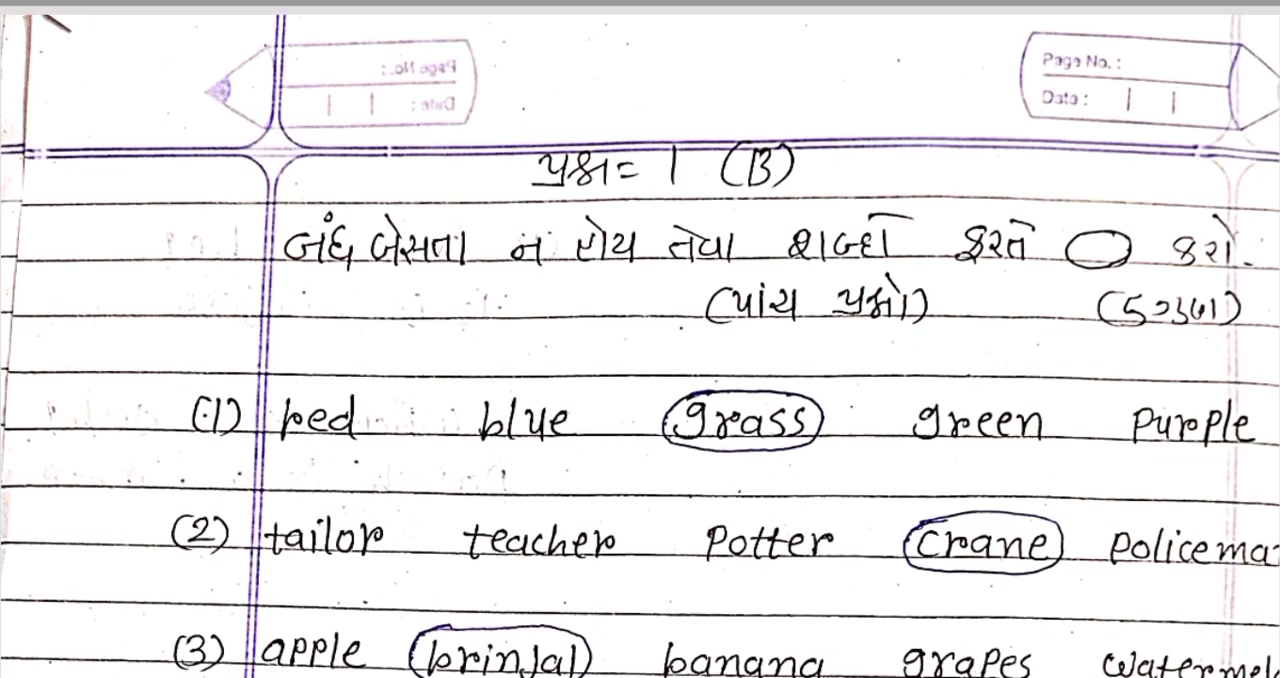 Page No. :
Date :
પ્રશ્ન= 1 (B)
બંધ બેસતા ન હોય તેવા શબ્દો ફરતે ◯ કરો.
(પાંચ પ્રશ્નો)
(1) red blue grass green purple
(2) tailor teacher Potter Crane policema
(3) apple brinjal banana grapes watermel